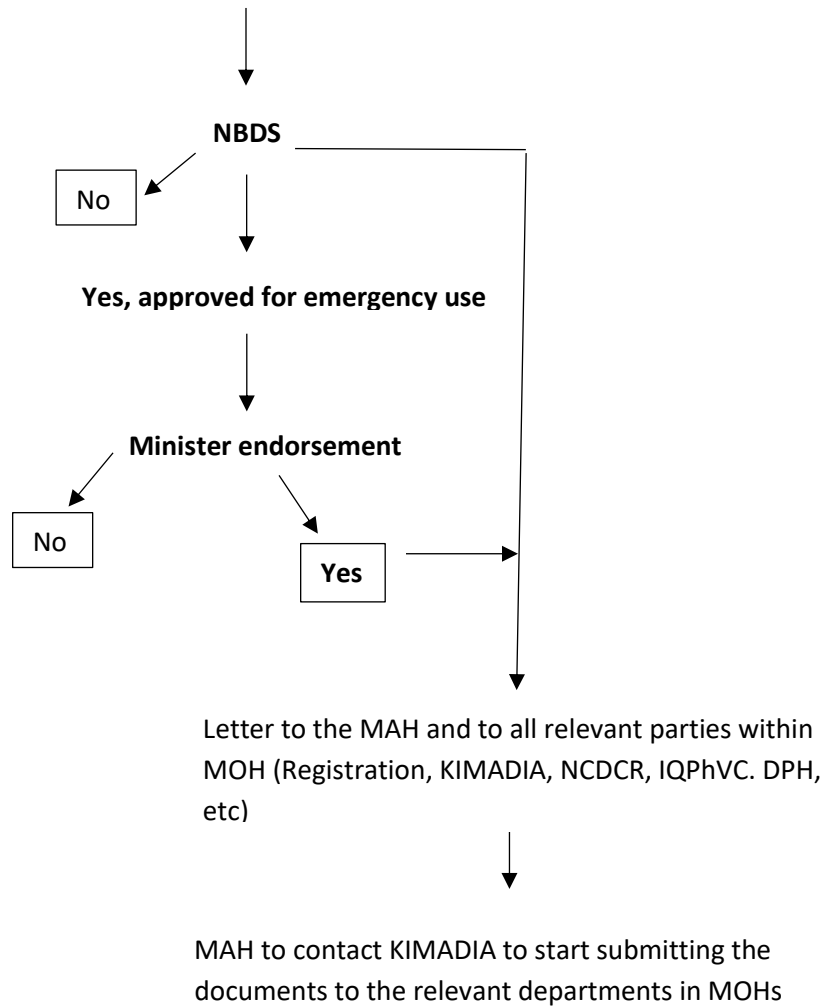 NBDS
No
Yes, approved for emergency use
Minister endorsement
No
Yes
Letter to the MAH and to all relevant parties within
MOH (Registration, KIMADIA, NCDCR, IQPhVC. DPH,
etc)
MAH to contact KIMADIA to start submitting the
documents to the relevant departments in MOHs